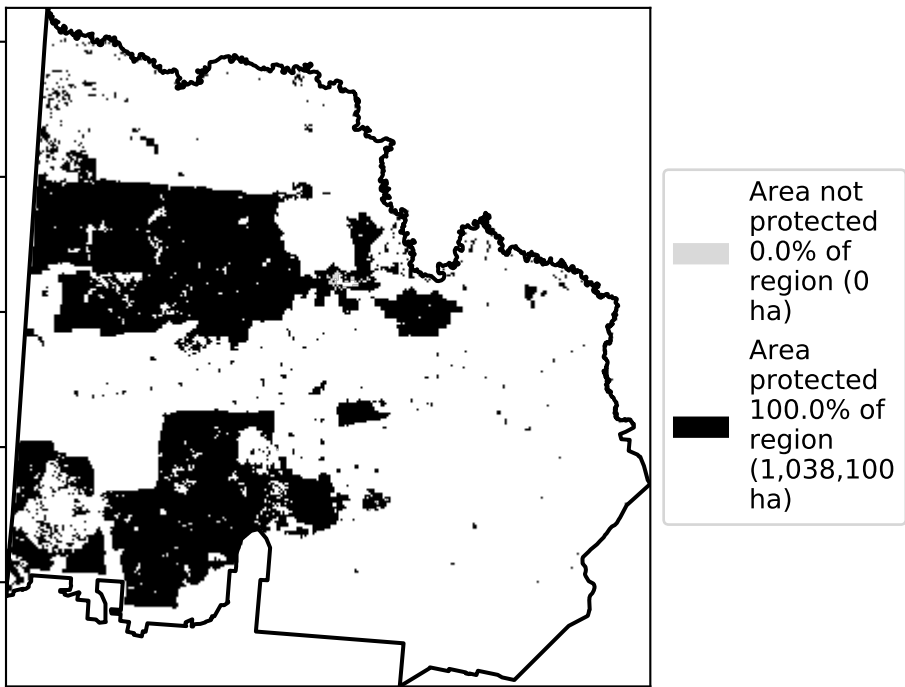 Area not
protected
0.0% of
region (0
ha)
Area
protected
100.0% of
region
(1,038,100
ha)